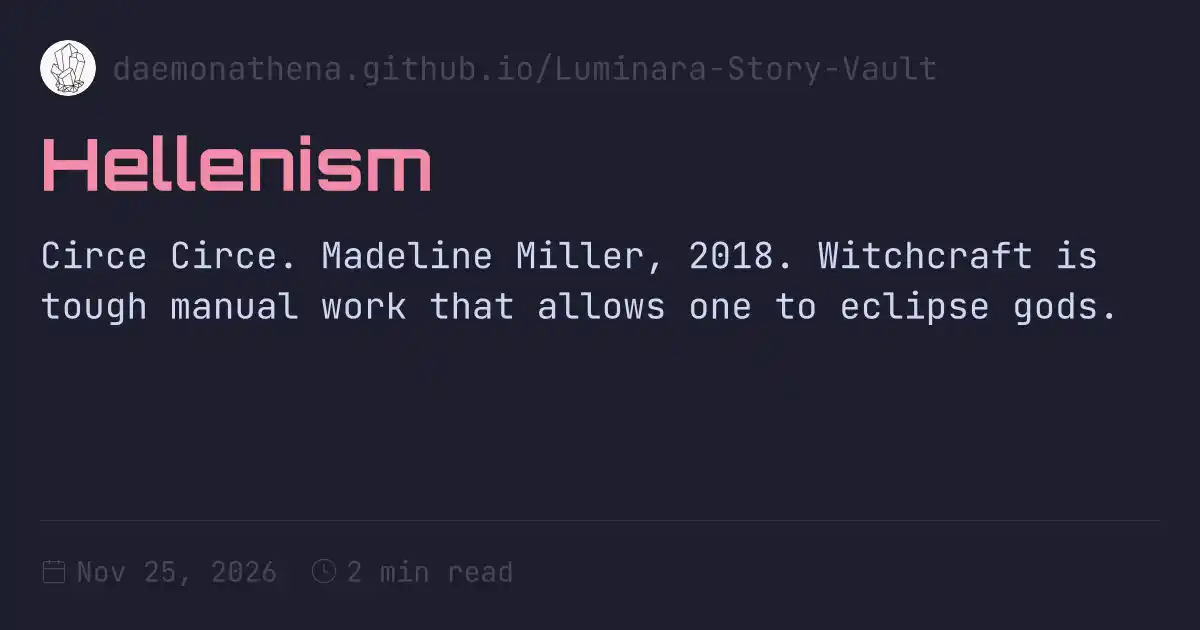 daemonathena.github.io/Luminara-Story-Vault
Hellenism
Circe Circe. Madeline Miller, 2018. Witchcraft is
tough manual work that allows one to eclipse gods.
Nov 25, 2026 2 min read